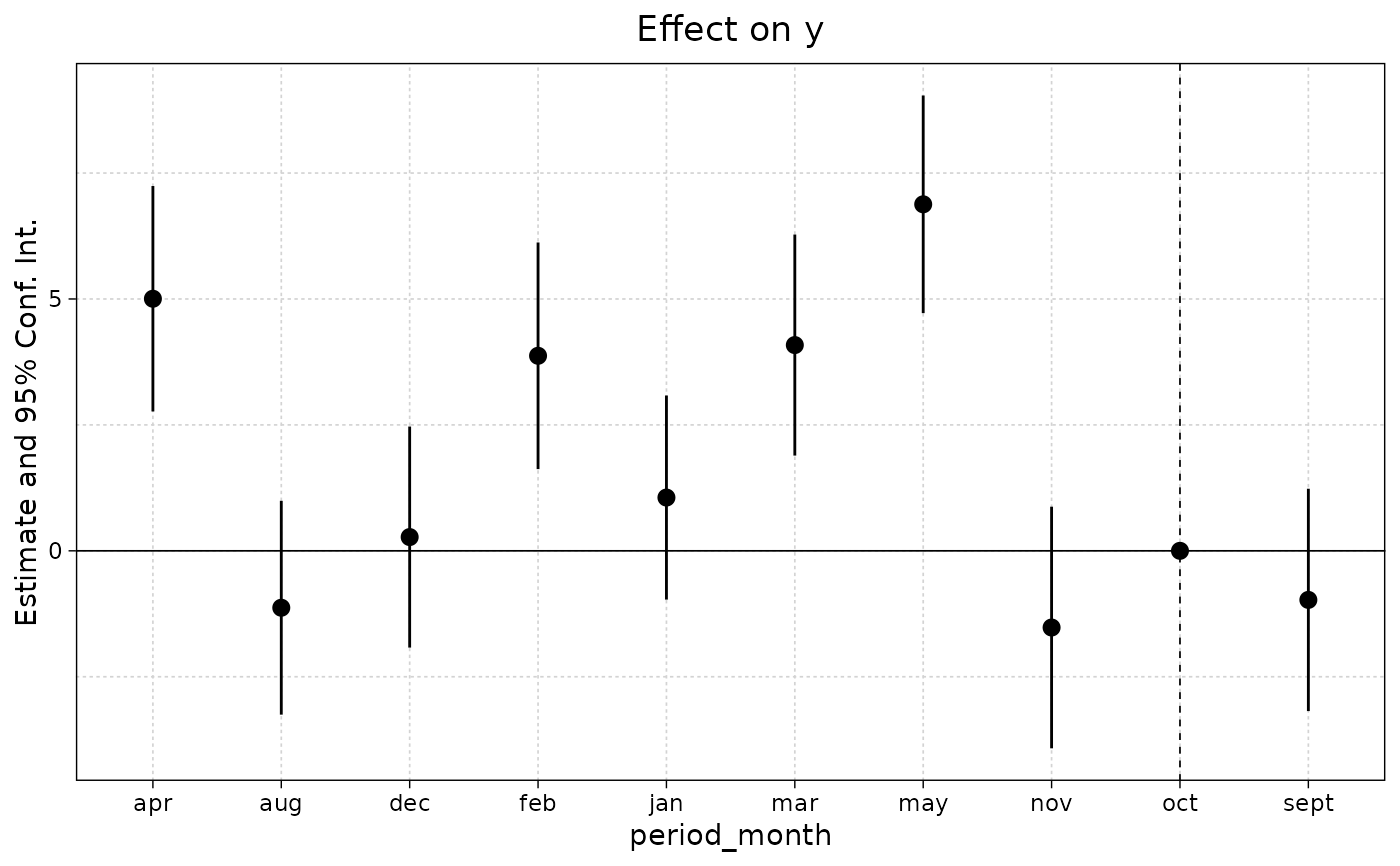 Effect on y
Estimate and 95% Conf. Int.
5
0
apr aug dec feb jan mar may nov oct sept
period_month